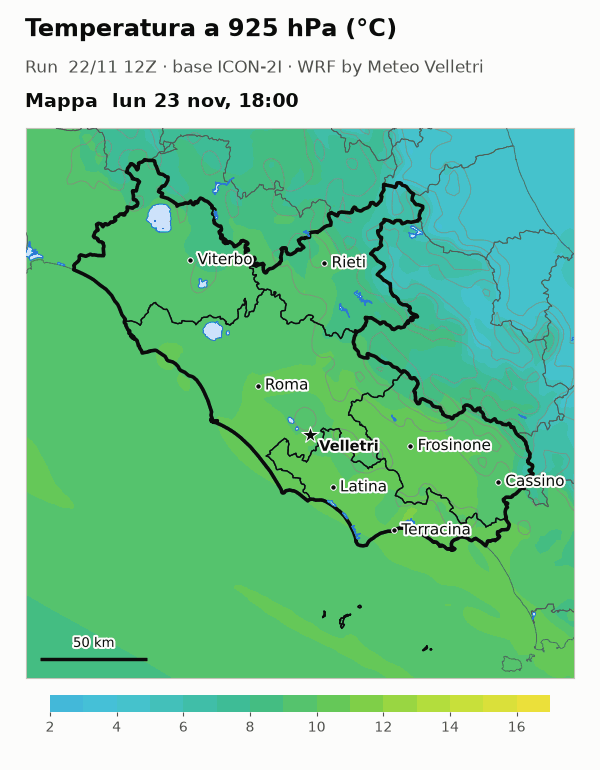 Temperatura a 925 hPa (°C)
Run  22/11 12Z · base ICON-2I · WRF by Meteo Velletri
Mappa  lun 23 nov, 18:00
Viterbo
Rieti
Roma
Velletri
Frosinone
Latina
Cassino
Terracina
50 km
2 4 6 8 10 12 14 16